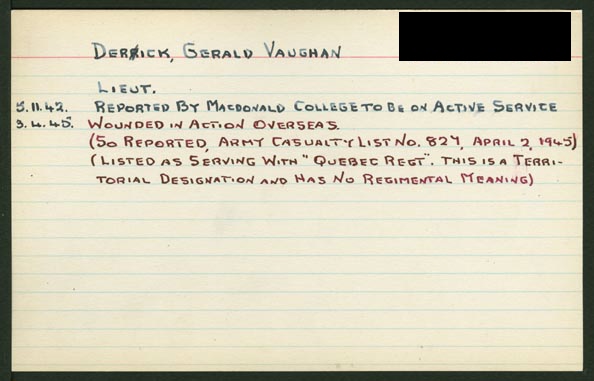 DERRICK, GERALD VAUGHAN
LIEUT.
5.11.42. REPORTED BY MACDONALD COLLEGE TO BE ON ACTIVE SERVICE
3.4.45. WOUNDED IN ACTION OVERSEAS.
(SO REPORTED, ARMY CASUALTY LIST NO. 827, APRIL 2, 1945)
(LISTED AS SERVING WITH "QUEBEC REGT". THIS IS A TERRI-
TORIAL DESIGNATION AND HAS NO REGIMENTAL MEANING)